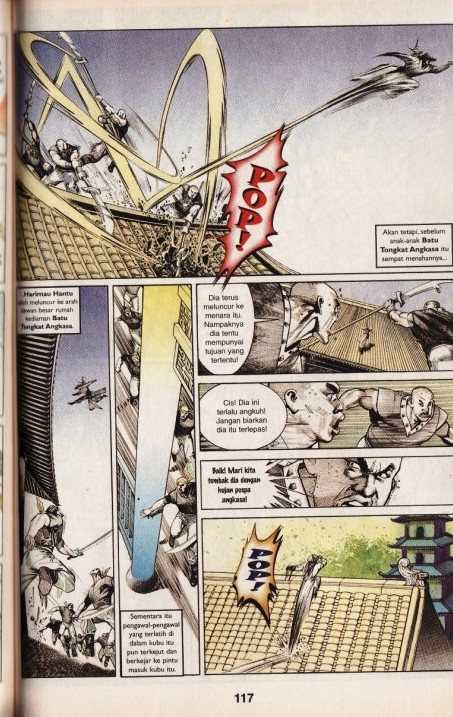 POP!
Akan tetapi, sebelum
anak-anak Batu
Tongkat Angkasa itu
sempat menahannya...
Harimau Hantu
meluncur ke arah
dewan besar rumah
kediaman Batu
Tongkat Angkasa.
Dia terus
meluncur ke
menara itu.
Nampaknya
dia tentu
mempunyai
tujuan yang
tertentu!
Cis! Dia ini
terlalu angkuh!
Jangan biarkan
dia itu terlepas!
Baik! Mari kita
tembak dia dengan
hujan puspa
angkasa!
POP!
Sementara itu
pengawal-pengawal
yang terlatih di
dalam kubu itu
pun terkejut dan
berkejar ke pintu
masuk kubu itu.
117